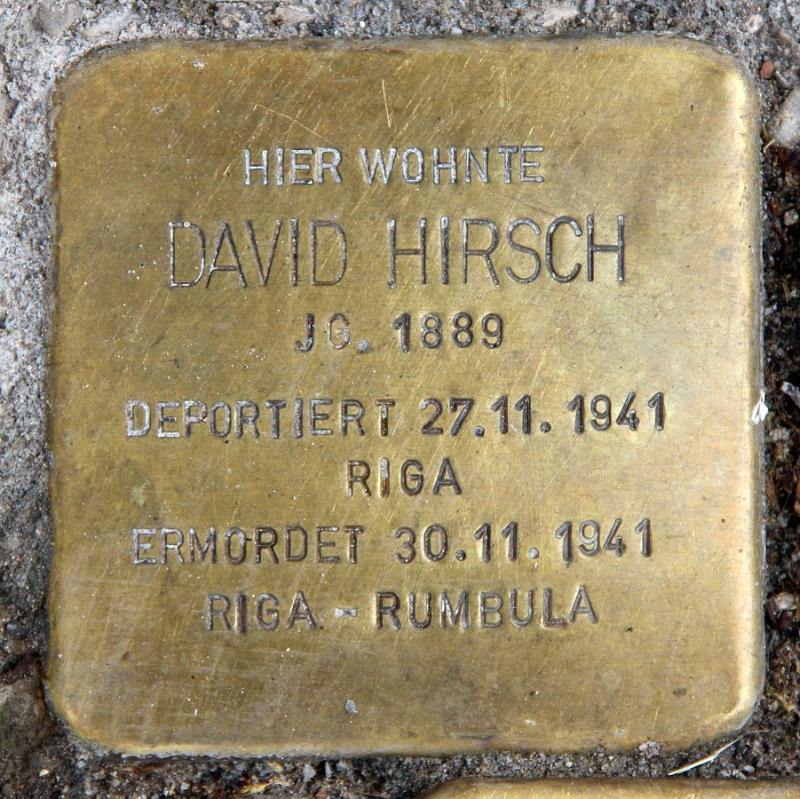 HIER WOHNTE
DAVID HIRSCH
JG. 1889
DEPORTIERT 27.11.1941
RIGA
ERMORDET 30.11.1941
RIGA - RUMBULA